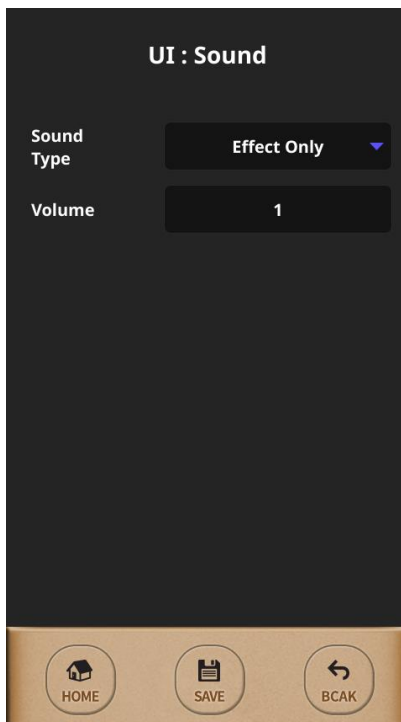 UI : Sound
Sound
Type
Effect Only
Volume
1
HOME
SAVE
BCAK